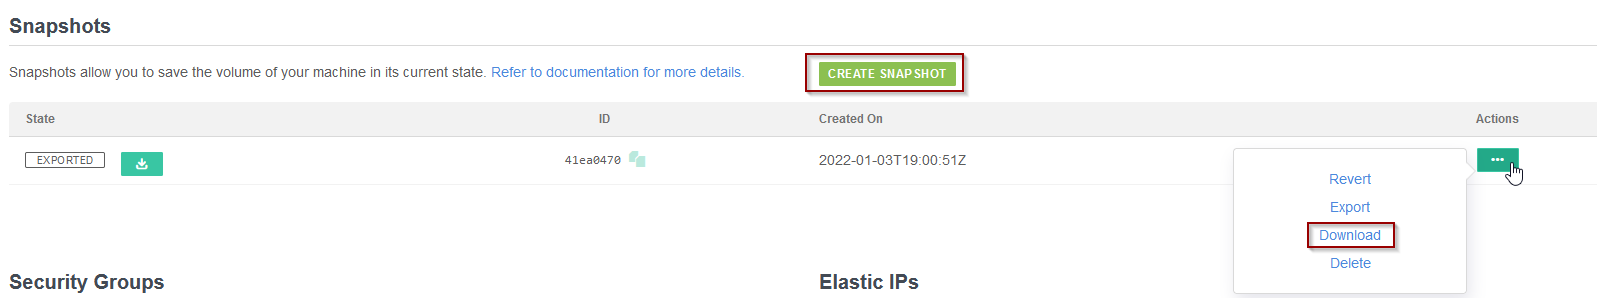 Snapshots
Snapshots allow you to save the volume of your machine in its current state. Refer to documentation for more details.
CREATE SNAPSHOT
State ID Created On Actions
EXPORTED 41ea0470 2022-01-03T19:00:51Z
Revert
Export
Download
Delete
Security Groups Elastic IPs